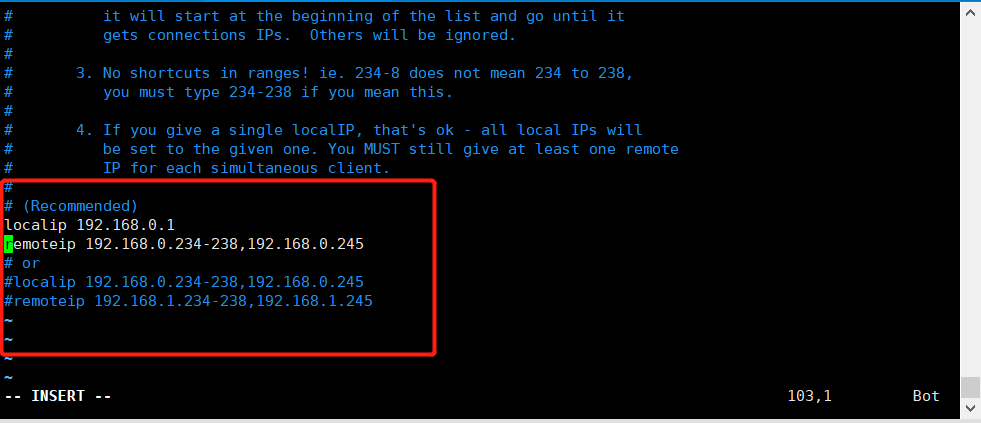 #          it will start at the beginning of the list and go until it
#          gets connections IPs.  Others will be ignored.
#
#       3. No shortcuts in ranges! ie. 234-8 does not mean 234 to 238,
#          you must type 234-238 if you mean this.
#
#       4. If you give a single localIP, that's ok - all local IPs will
#          be set to the given one. You MUST still give at least one remote
#          IP for each simultaneous client.
#
# (Recommended)
localip 192.168.0.1
remoteip 192.168.0.234-238,192.168.0.245
# or
#localip 192.168.0.234-238,192.168.0.245
#remoteip 192.168.1.234-238,192.168.1.245
~
~
~
~
-- INSERT --                                                                           103,1         Bot